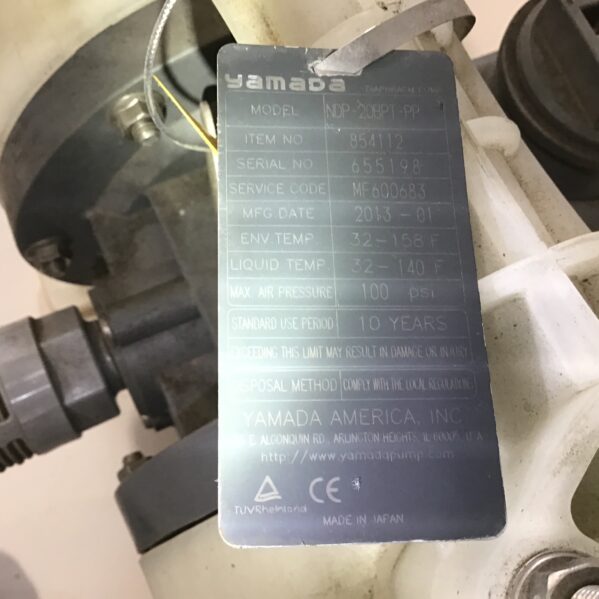 yamada DIAPHRAGM PUMP
MODEL NDP-20BPT-PP
ITEM NO 854112
SERIAL NO 655198
SERVICE CODE MF600683
MFG.DATE 2013-01
ENV.TEMP. 32-158 F
LIQUID TEMP. 32-140 F
MAX. AIR PRESSURE 100 psi
STANDARD USE PERIOD 10 YEARS
EXCEEDING THIS LIMIT MAY RESULT IN DAMAGE OR INJURY
DISPOSAL METHOD COMPLY WITH THE LOCAL REGULATIONS
YAMADA AMERICA, INC
E. ALGONQUIN RD., ARLINGTON HEIGHTS, IL 60005, U.S.A
http://www.yamadapump.com
TUVRheinland CE
MADE IN JAPAN